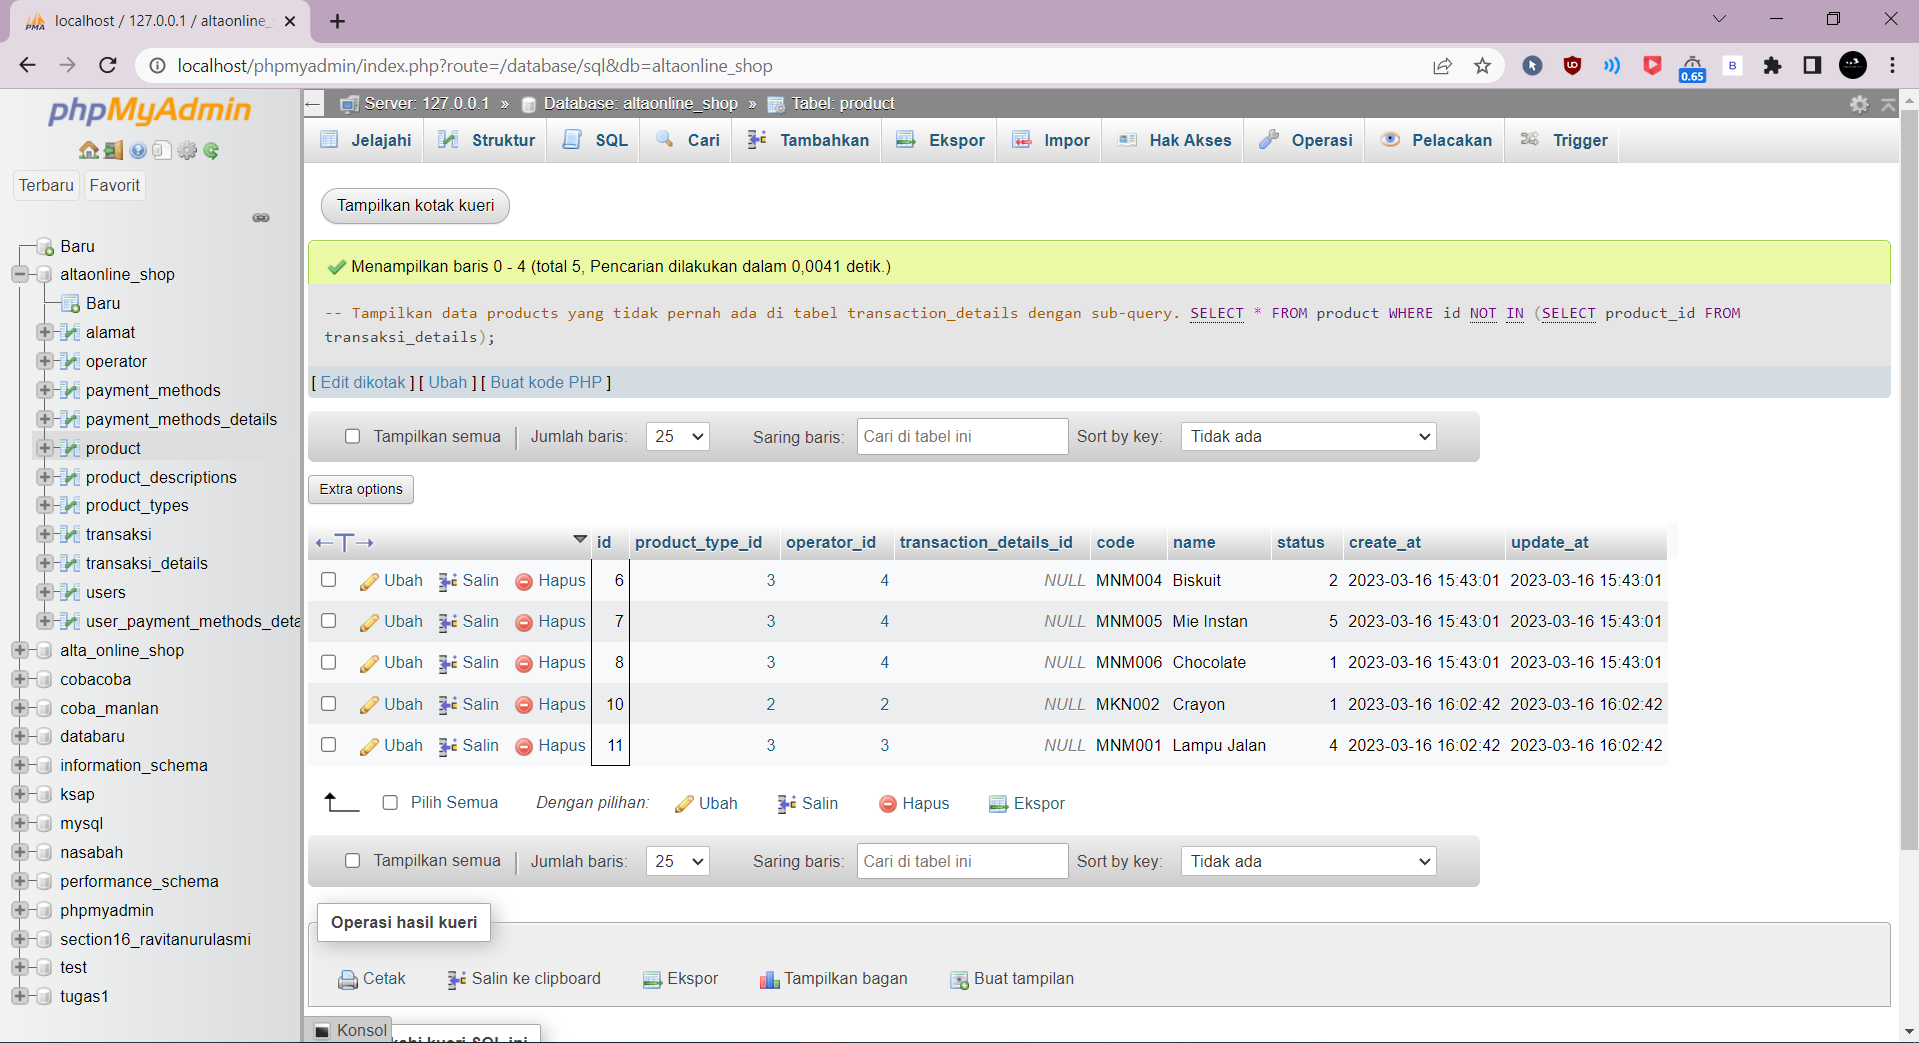 localhost / 127.0.0.1 / altaonline_
localhost/phpmyadmin/index.php?route=/database/sql&db=altaonline_shop
0.65
B
phpMyAdmin
Terbaru Favorit
Baru
altaonline_shop
Baru
alamat
operator
payment_methods
payment_methods_details
product
product_descriptions
product_types
transaksi
transaksi_details
users
user_payment_methods_deta
alta_online_shop
cobacoba
coba_manlan
databaru
information_schema
ksap
mysql
nasabah
performance_schema
phpmyadmin
section16_ravitanurulasmi
test
tugas1
Server: 127.0.0.1 » Database: altaonline_shop » Tabel: product
Jelajahi Struktur SQL Cari Tambahkan Ekspor Impor Hak Akses Operasi Pelacakan Trigger
Tampilkan kotak kueri
Menampilkan baris 0 - 4 (total 5, Pencarian dilakukan dalam 0,0041 detik.)
-- Tampilkan data products yang tidak pernah ada di tabel transaction_details dengan sub-query. SELECT * FROM product WHERE id NOT IN (SELECT product_id FROM
transaksi_details);
[ Edit dikotak ] [ Ubah ] [ Buat kode PHP ]
Tampilkan semua Jumlah baris: 25 Saring baris: Cari di tabel ini Sort by key: Tidak ada
Extra options
id product_type_id operator_id transaction_details_id code name status create_at update_at
Ubah Salin Hapus 6 3 4 NULL MNM004 Biskuit 2 2023-03-16 15:43:01 2023-03-16 15:43:01
Ubah Salin Hapus 7 3 4 NULL MNM005 Mie Instan 5 2023-03-16 15:43:01 2023-03-16 15:43:01
Ubah Salin Hapus 8 3 4 NULL MNM006 Chocolate 1 2023-03-16 15:43:01 2023-03-16 15:43:01
Ubah Salin Hapus 10 2 2 NULL MKN002 Crayon 1 2023-03-16 16:02:42 2023-03-16 16:02:42
Ubah Salin Hapus 11 3 3 NULL MNM001 Lampu Jalan 4 2023-03-16 16:02:42 2023-03-16 16:02:42
Pilih Semua Dengan pilihan: Ubah Salin Hapus Ekspor
Tampilkan semua Jumlah baris: 25 Saring baris: Cari di tabel ini Sort by key: Tidak ada
Operasi hasil kueri
Cetak Salin ke clipboard Ekspor Tampilkan bagan Buat tampilan
Konsol
kueri SQL ini